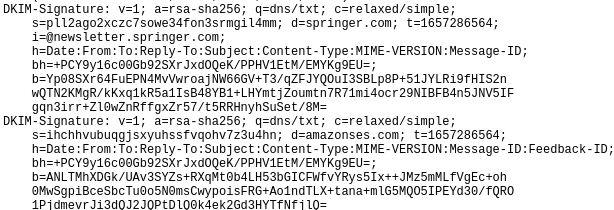 DKIM-Signature: v=1; a=rsa-sha256; q=dns/txt; c=relaxed/simple;
s=pll2ago2xczc7sowe34fon3srmgil4mm; d=springer.com; t=1657286564;
i=@newsletter.springer.com;
h=Date:From:To:Reply-To:Subject:Content-Type:MIME-VERSION:Message-ID;
bh=+PCY9y16c00Gb92SXrJxdOQeK/PPHV1EtM/EMYKg9EU=;
b=Yp08SXr64FuEPN4MvVwroajNW66GV+T3/qZFJYQOuI3SBLp8P+51JYLRi9fHIS2n
wQTN2KMgR/kKxq1kR5a1IsB48YB1+LHYmtjZoumtn7R71mi4ocr29NIBFB4n5JNV5IF
gqn3irr+Zl0wZnRffgxZr57/t5RRHnyhSuSet/8M=
DKIM-Signature: v=1; a=rsa-sha256; q=dns/txt; c=relaxed/simple;
s=ihchhvubuqgjsxyuhssfvqohv7z3u4hn; d=amazonses.com; t=1657286564;
h=Date:From:To:Reply-To:Subject:Content-Type:MIME-VERSION:Message-ID:Feedback-ID;
bh=+PCY9y16c00Gb92SXrJxdOQeK/PPHV1EtM/EMYKg9EU=;
b=ANLTMhXDGk/UAv3SYZs+RXqMt0b4LH53bGICFWfvYRys5Ix++JMz5mMLfVgEc+oh
0MwSgpiBceSbcTu0o5N0msCwypoisFRG+Ao1ndTLX+tana+mlG5MQO5IPEYd30/fQRO
1PjdmevrJi3dQJ2JQPtDlQ0k4ek2Gd3HYTfNfjlQ=